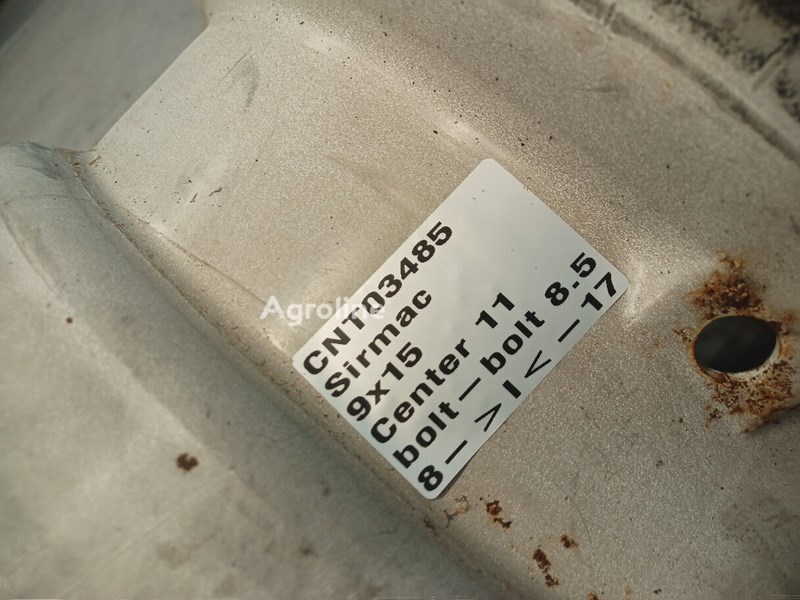 CNT03485
Sirmac
9x15
Center 11
bolt-bolt 8.5
8->I<-17
Agroline